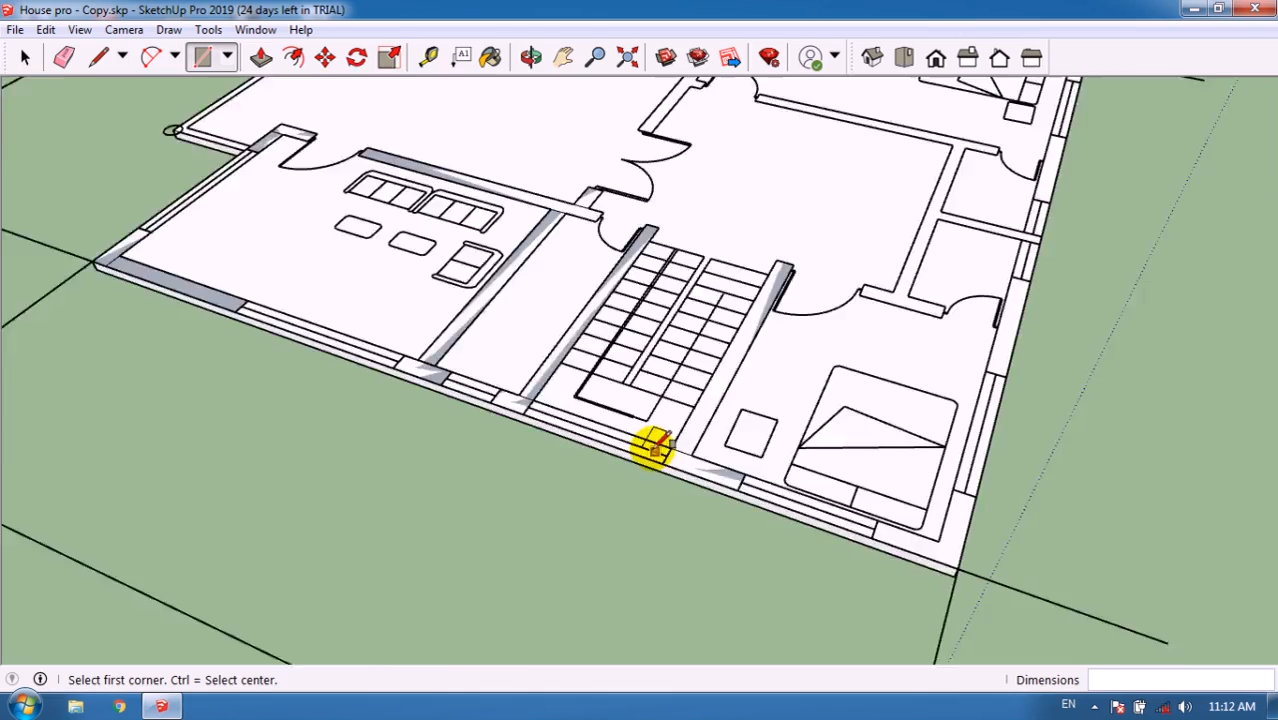 House pro - Copy.skp - SketchUp Pro 2019 (24 days left in TRIAL)
File Edit View Camera Draw Tools Window Help
A1
Select first corner. Ctrl = Select center.
Dimensions
EN
11:12 AM